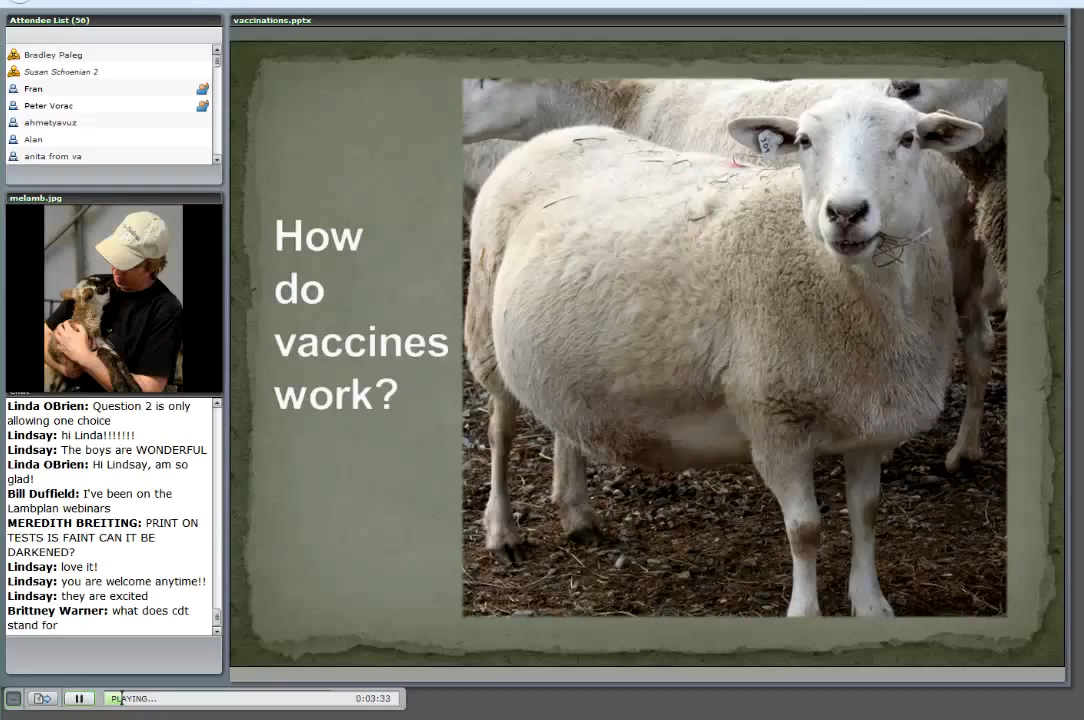 Attendee List (56)
Bradley Paleg
Susan Schoenian 2
Fran
Peter Vorac
ahmetyavuz
Alan
anita from va
melamb.jpg
Linda OBrien: Question 2 is only
allowing one choice
Lindsay: hi Linda!!!!!!!
Lindsay: The boys are WONDERFUL
Linda OBrien: Hi Lindsay, am so
glad!
Bill Duffield: I've been on the
Lambplan webinars
MEREDITH BREITING: PRINT ON
TESTS IS FAINT CAN IT BE
DARKENED?
Lindsay: love it!
Lindsay: you are welcome anytime!!
Lindsay: they are excited
Brittney Warner: what does cdt
stand for
PLAYING...
0:03:33
vaccinations.pptx
How
do
vaccines
work?